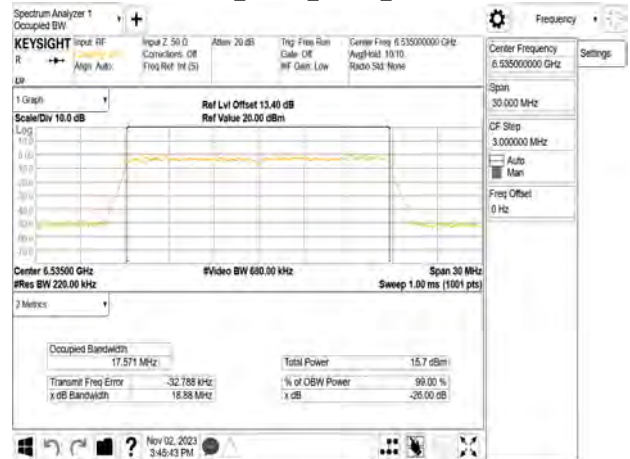 Spectrum Analyzer 1
Occupied BW
Frequency
KEYSIGHT
Input: RF
Input Z: 50 Ω
Atten: 20 dB
Trig: Free Run
Center Freq: 6.535000000 GHz
R
Corrections: Off
Gate: Off
Avg|Hold: 10/10
Align: Auto
Freq Ref: Int (S)
#IF Gain: Low
Radio Std: None
Center Frequency
6.535000000 GHz
Settings
Span
30.000 MHz
CF Step
3.000000 MHz
Auto
Man
Freq Offset
0 Hz
1 Graph
Ref Lvl Offset 13.40 dB
Scale/Div 10.0 dB
Ref Value 20.00 dBm
Log
Center 6.53500 GHz
#Video BW 680.00 kHz
Span 30 MHz
#Res BW 220.00 kHz
Sweep 1.00 ms (1001 pts)
2 Metrics
Occupied Bandwidth
17.571 MHz
Total Power
15.7 dBm
Transmit Freq Error
-32.788 kHz
% of OBW Power
99.00 %
x dB Bandwidth
18.88 MHz
x dB
-26.00 dB
Nov 02, 2023
3:45:43 PM